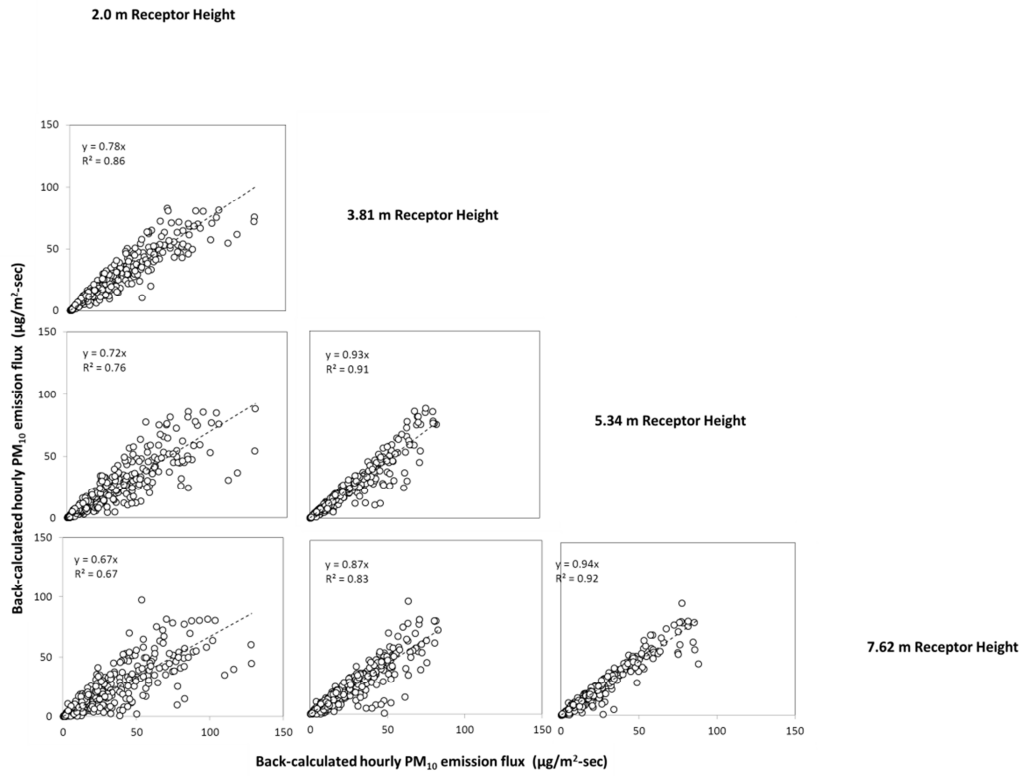 2.0 m Receptor Height
150
y = 0.78x
R² = 0.86
100
50
0
3.81 m Receptor Height
150
y = 0.72x
R² = 0.76
100
50
0
y = 0.93x
R² = 0.91
5.34 m Receptor Height
150
y = 0.67x
R² = 0.67
100
50
0
0 50 100 150
y = 0.87x
R² = 0.83
0 50 100 150
y = 0.94x
R² = 0.92
0 50 100 150
7.62 m Receptor Height
Back-calculated hourly PM₁₀ emission flux (µg/m²-sec)
Back-calculated hourly PM₁₀ emission flux (µg/m²-sec)